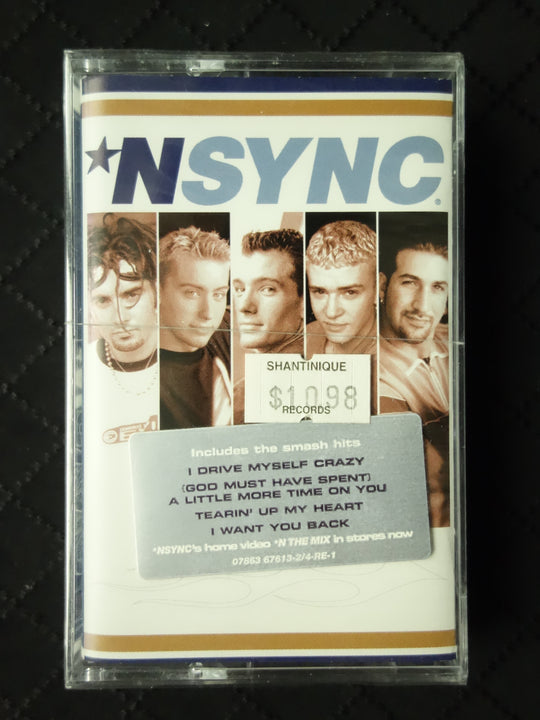 *NSYNC®
SHANTINIQUE
$10.98
RECORDS
Includes the smash hits
I DRIVE MYSELF CRAZY
(GOD MUST HAVE SPENT)
A LITTLE MORE TIME ON YOU
TEARIN' UP MY HEART
I WANT YOU BACK
*NSYNC's home video *N THE MIX in stores now
07863 67613-2/4-RE-1